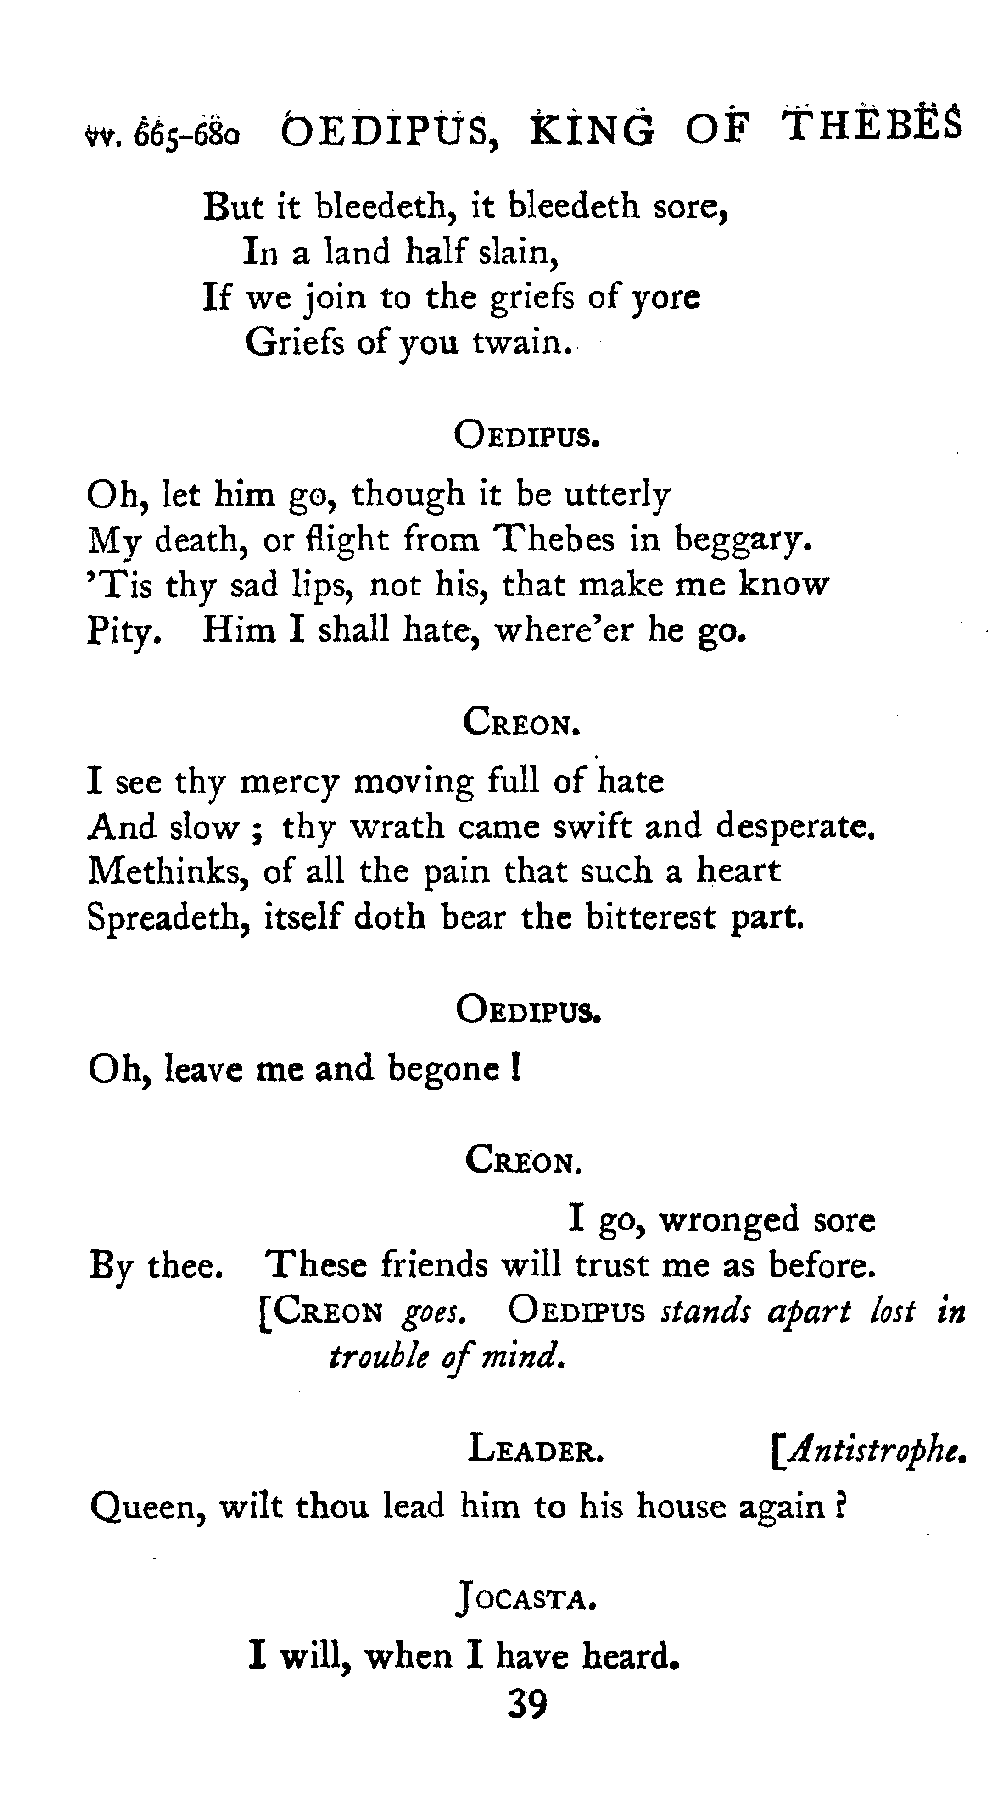 vv. 665-680 OEDIPUS, KING OF THEBES
But it bleedeth, it bleedeth sore,
In a land half slain,
If we join to the griefs of yore
Griefs of you twain.
OEDIPUS.
Oh, let him go, though it be utterly
My death, or flight from Thebes in beggary.
’Tis thy sad lips, not his, that make me know
Pity. Him I shall hate, where’er he go.
CREON.
I see thy mercy moving full of hate
And slow ; thy wrath came swift and desperate.
Methinks, of all the pain that such a heart
Spreadeth, itself doth bear the bitterest part.
OEDIPUS.
Oh, leave me and begone !
CREON.
I go, wronged sore
By thee. These friends will trust me as before.
[CREON goes. OEDIPUS stands apart lost in
trouble of mind.
LEADER. [Antistrophe.
Queen, wilt thou lead him to his house again ?
JOCASTA.
I will, when I have heard.
39